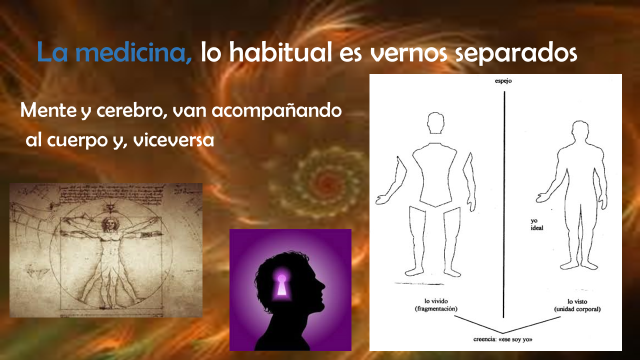 La medicina, lo habitual es vernos separados
Mente y cerebro, van acompañando
al cuerpo y, viceversa
espejo
yo
ideal
lo vivido
(fragmentación)
lo visto
(unidad corporal)
creencia: «ese soy yo»